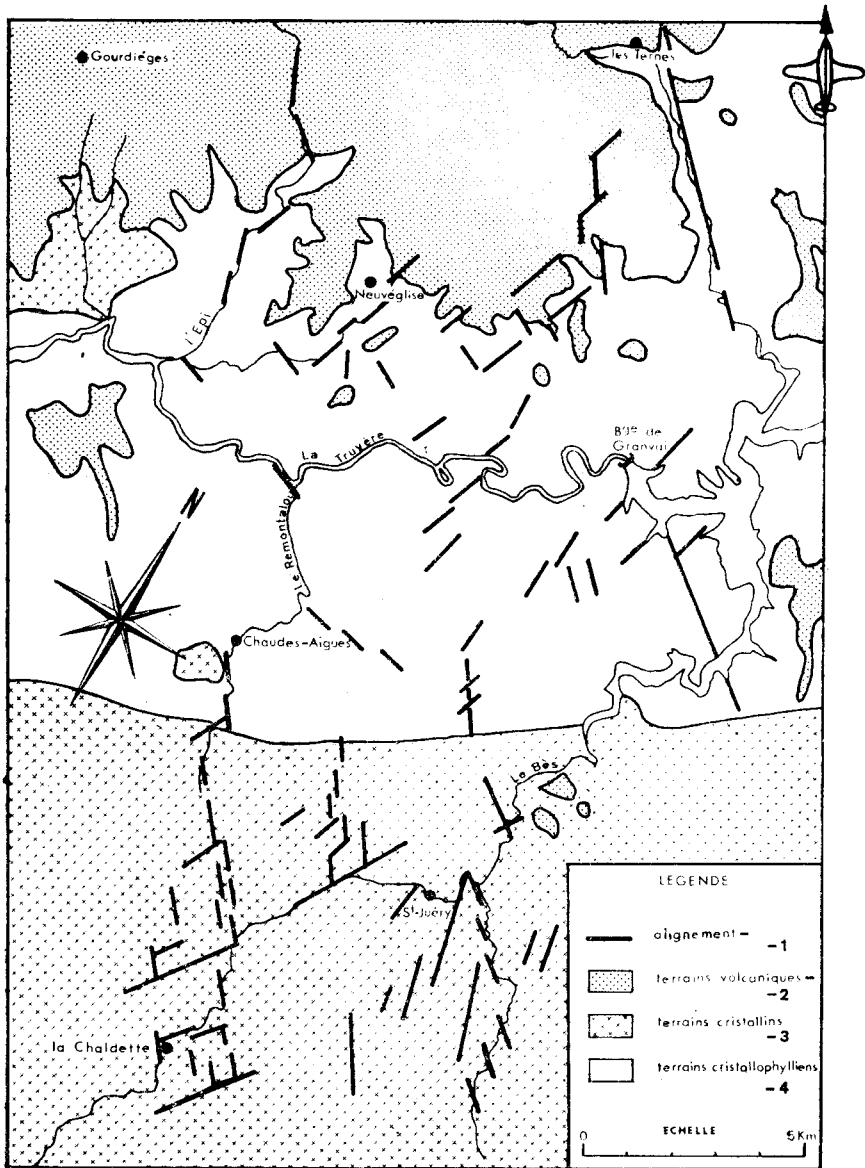 Gourdièges
les Ternes
Neuvéglise
l'Epi
La Truyère
Bge de
Granval
Le Remontalou
N
Chaudes-Aigues
Le Bès
St-Juéry
la Chaldette
LEGENDE
alignment - 1
terrains volcaniques - 2
terrains cristallins - 3
terrains cristallophylliens - 4
ECHELLE
0 5 Km